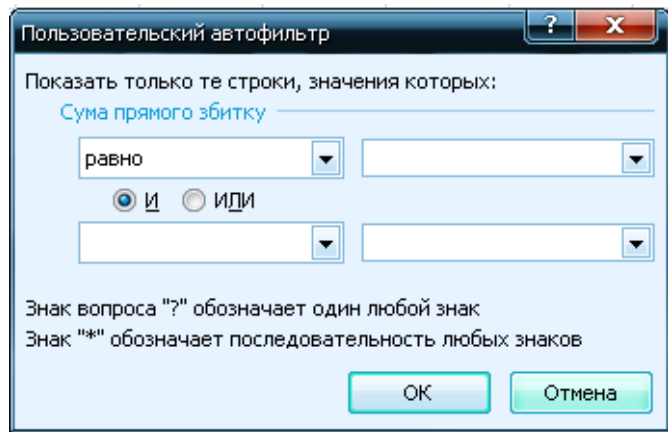 Пользовательский автофильтр
Показать только те строки, значения которых:
Сума прямого збитку
равно
И ИЛИ
Знак вопроса "?" обозначает один любой знак
Знак "*" обозначает последовательность любых знаков
ОК Отмена